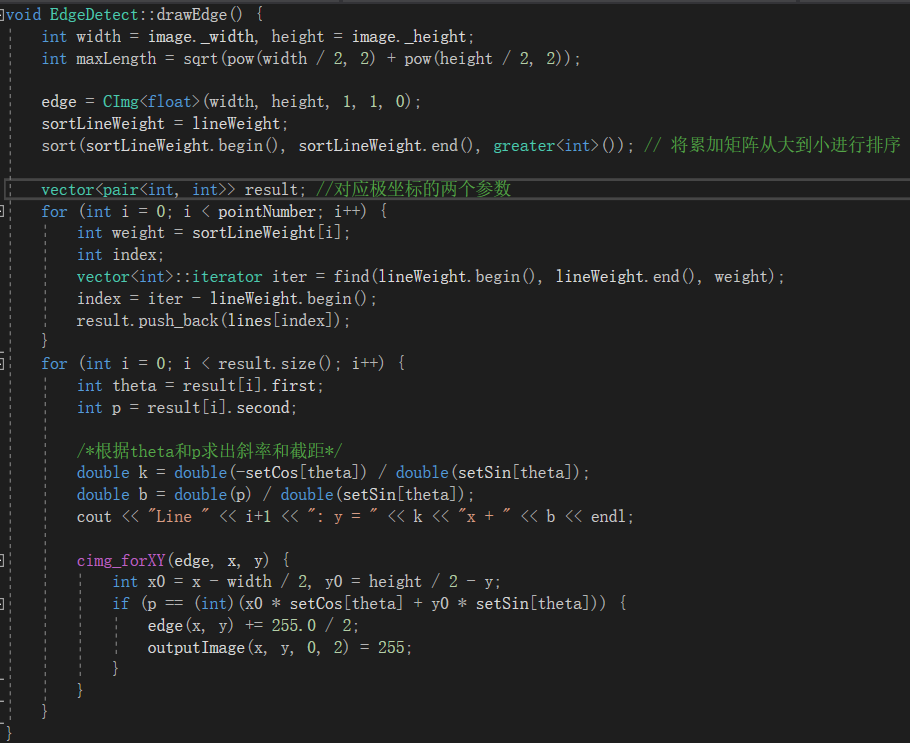 void EdgeDetect::drawEdge() {
    int width = image._width, height = image._height;
    int maxLength = sqrt(pow(width / 2, 2) + pow(height / 2, 2));

    edge = CImg<float>(width, height, 1, 1, 0);
    sortLineWeight = lineWeight;
    sort(sortLineWeight.begin(), sortLineWeight.end(), greater<int>()); // 将累加矩阵从大到小进行排序

    vector<pair<int, int>> result; //对应极坐标的两个参数
    for (int i = 0; i < pointNumber; i++) {
        int weight = sortLineWeight[i];
        int index;
        vector<int>::iterator iter = find(lineWeight.begin(), lineWeight.end(), weight);
        index = iter - lineWeight.begin();
        result.push_back(lines[index]);
    }
    for (int i = 0; i < result.size(); i++) {
        int theta = result[i].first;
        int p = result[i].second;

        /*根据theta和p求出斜率和截距*/
        double k = double(-setCos[theta]) / double(setSin[theta]);
        double b = double(p) / double(setSin[theta]);
        cout << "Line " << i+1 << ": y = " << k << "x + " << b << endl;

        cimg_forXY(edge, x, y) {
            int x0 = x - width / 2, y0 = height / 2 - y;
            if (p == (int)(x0 * setCos[theta] + y0 * setSin[theta])) {
                edge(x, y) += 255.0 / 2;
                outputImage(x, y, 0, 2) = 255;
            }
        }
    }
}